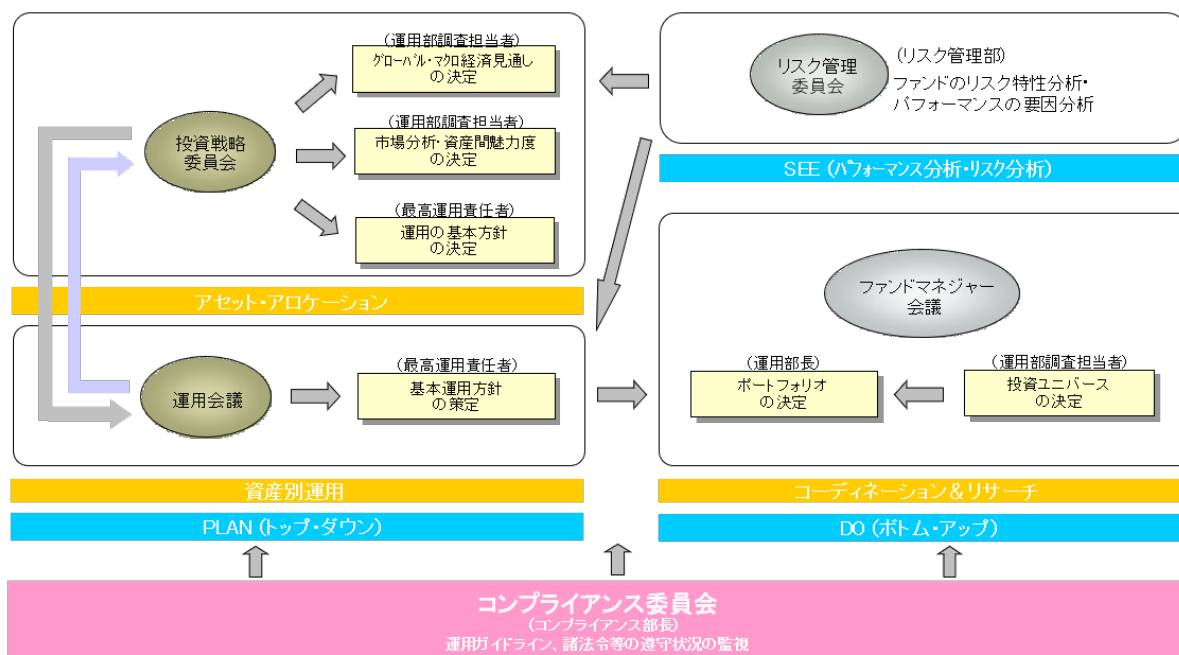 (運用部調査担当者)
グローバル・マクロ経済見通し
の決定
投資戦略
委員会
(運用部調査担当者)
市場分析・資産間魅力度
の決定
(最高運用責任者)
運用の基本方針
の決定
アセット・アロケーション
リスク管理
委員会
(リスク管理部)
ファンドのリスク特性分析・
パフォーマンスの要因分析
SEE (パフォーマンス分析・リスク分析)
運用会議
(最高運用責任者)
基本運用方針
の策定
資産別運用
PLAN (トップ・ダウン)
ファンドマネジャー
会議
(運用部長)
ポートフォリオ
の決定
(運用部調査担当者)
投資ユニバース
の決定
コーディネーション&リサーチ
DO (ボトム・アップ)
コンプライアンス委員会
(コンプライアンス部長)
運用ガイドライン、諸法令等の遵守状況の監視